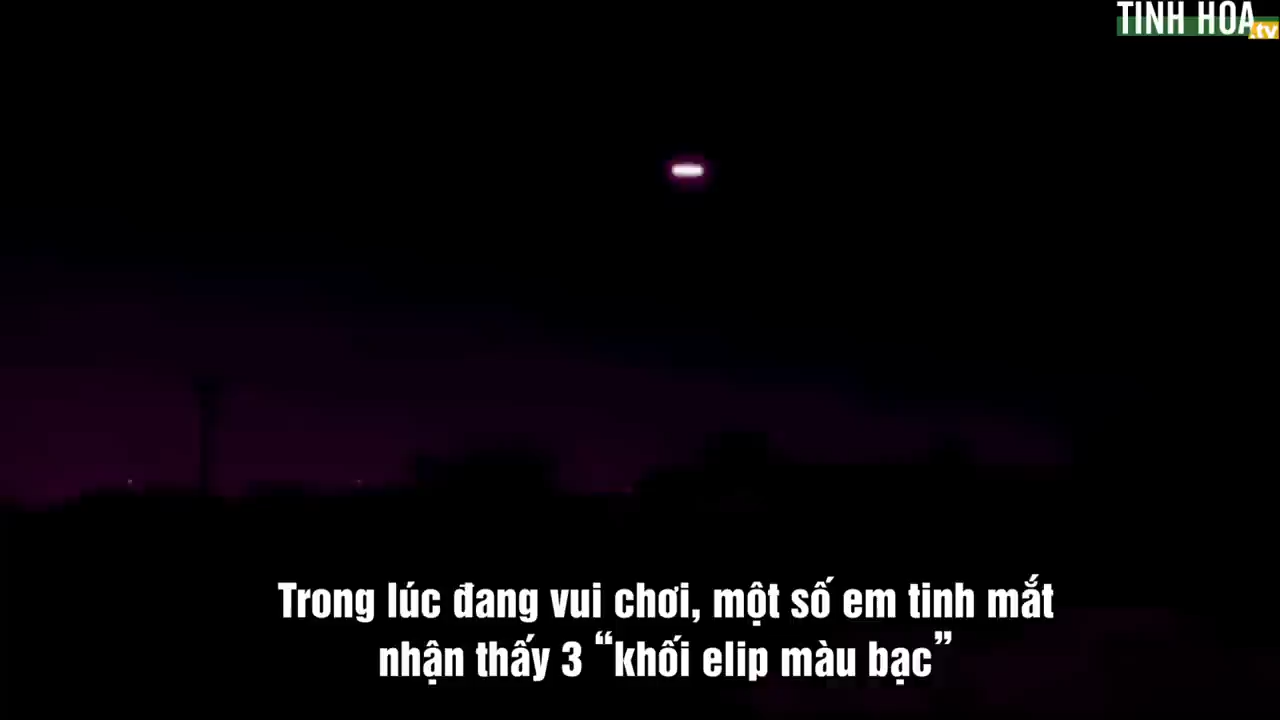 TINH HOA
.tv
Trong lúc đang vui chơi, một số em tinh mắt
nhận thấy 3 “khối elip màu bạc”